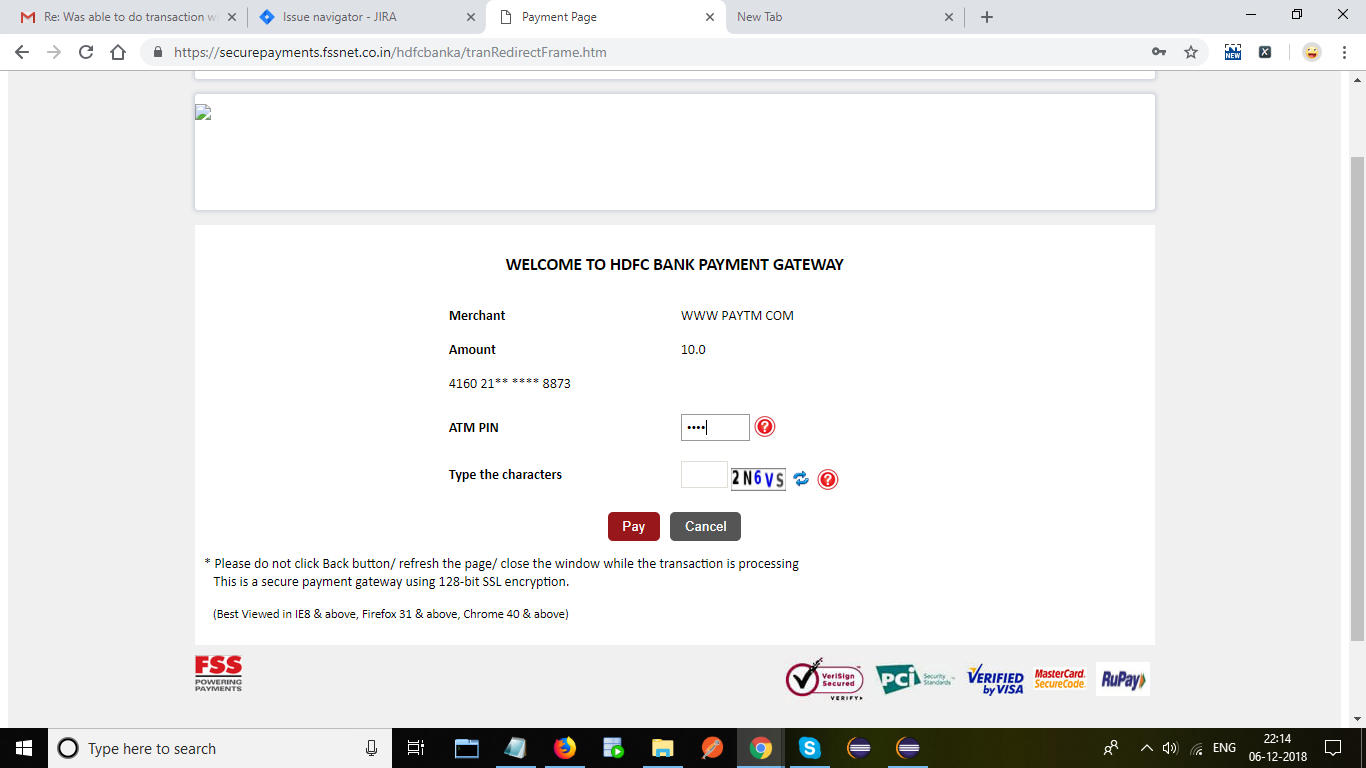 Re: Was able to do transaction w
Issue navigator - JIRA
Payment Page
New Tab
https://securepayments.fssnet.co.in/hdfcbanka/tranRedirectFrame.htm
NEW
X
WELCOME TO HDFC BANK PAYMENT GATEWAY
Merchant WWW PAYTM COM
Amount 10.0
4160 21** **** 8873
ATM PIN •••• ?
Type the characters 2N6VS ?
Pay Cancel
* Please do not click Back button/ refresh the page/ close the window while the transaction is processing
This is a secure payment gateway using 128-bit SSL encryption.
(Best Viewed in IE8 & above, Firefox 31 & above, Chrome 40 & above)
FSS
POWERING
PAYMENTS
VeriSign
Secured
VERIFY
PCI Security
Standards
VERIFIED
by VISA
MasterCard.
SecureCode.
RuPay
Type here to search
ENG
22:14
06-12-2018